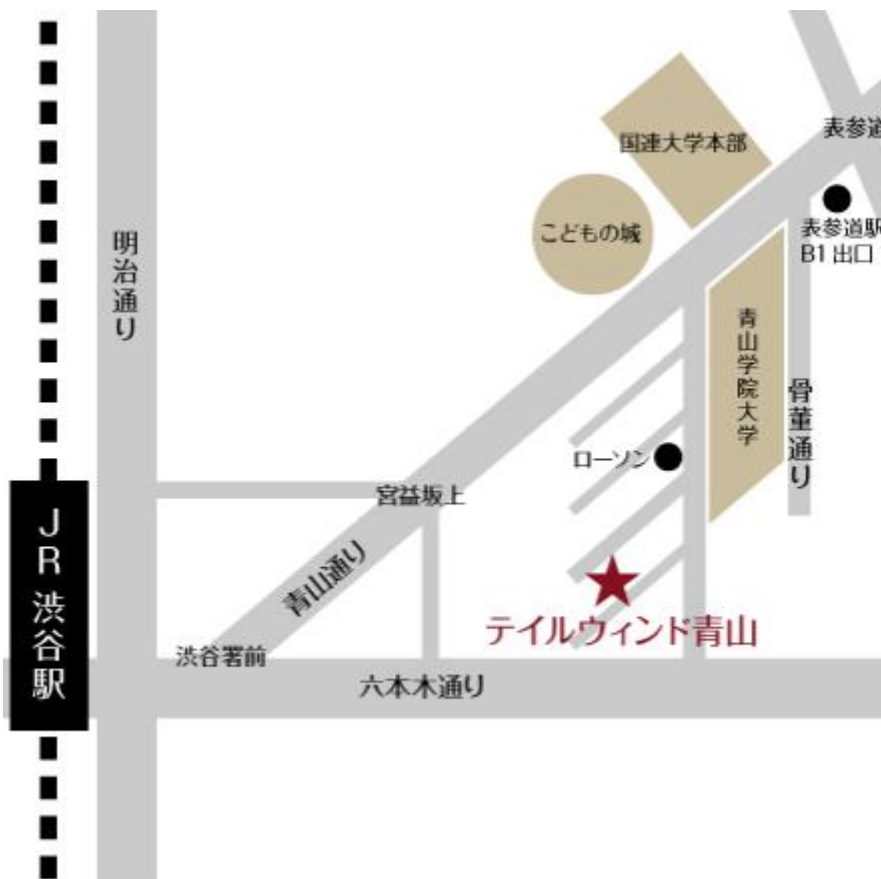 国連大学本部
表参道
こどもの城
表参道駅
B1 出口
明治通り
青山学院大学
骨董通り
ローソン
宮益坂上
JR 渋谷駅
青山通り
テイルウィンド青山
渋谷署前
六本木通り